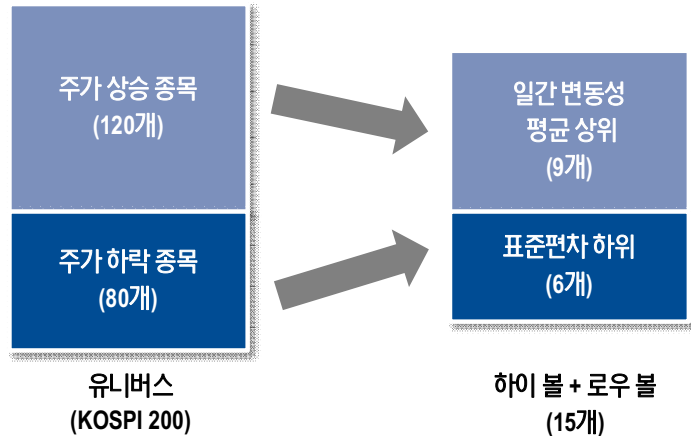 주가 상승 종목
(120개)
주가 하락 종목
(80개)
유니버스
(KOSPI 200)
일간 변동성
평균 상위
(9개)
표준편차 하위
(6개)
하이 볼 + 로우 볼
(15개)